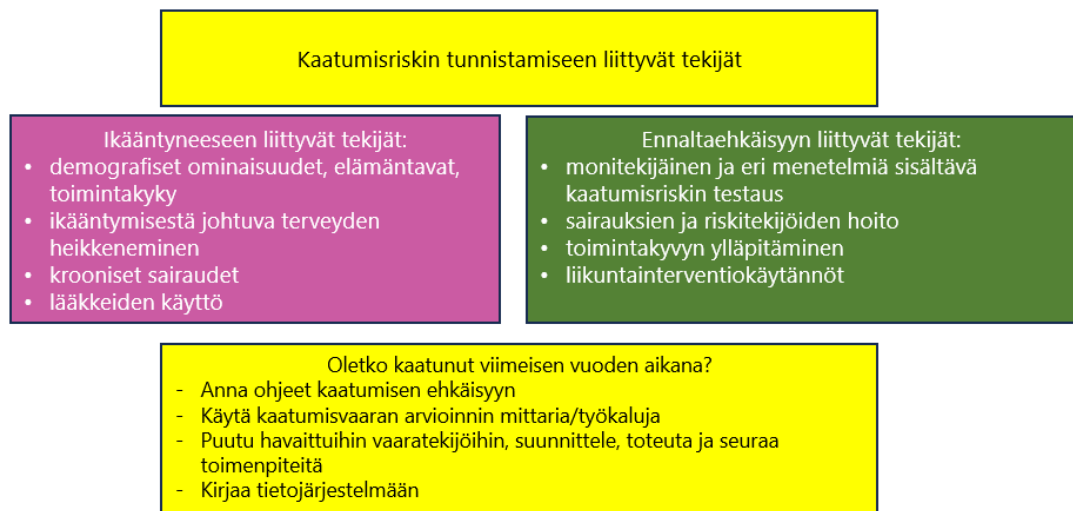 Kaatumisriskin tunnistamiseen liittyvät tekijät
Ikääntyneeseen liittyvät tekijät:
• demografiset ominaisuudet, elämäntavat,
toimintakyky
• ikääntymisestä johtuva terveyden
heikkeneminen
• krooniset sairaudet
• lääkkeiden käyttö
Ennaltaehkäisyyn liittyvät tekijät:
• monitekijäinen ja eri menetelmiä sisältävä
kaatumisriskin testaus
• sairauksien ja riskitekijöiden hoito
• toimintakyvyn ylläpitäminen
• liikuntainterventiokäytännöt
Oletko kaatunut viimeisen vuoden aikana?
- Anna ohjeet kaatumisen ehkäisyyn
- Käytä kaatumisvaaran arvioinnin mittaria/työkaluja
- Puutu havaittuihin vaaratekijöihin, suunnittele, toteuta ja seuraa
toimenpiteitä
- Kirjaa tietojärjestelmään